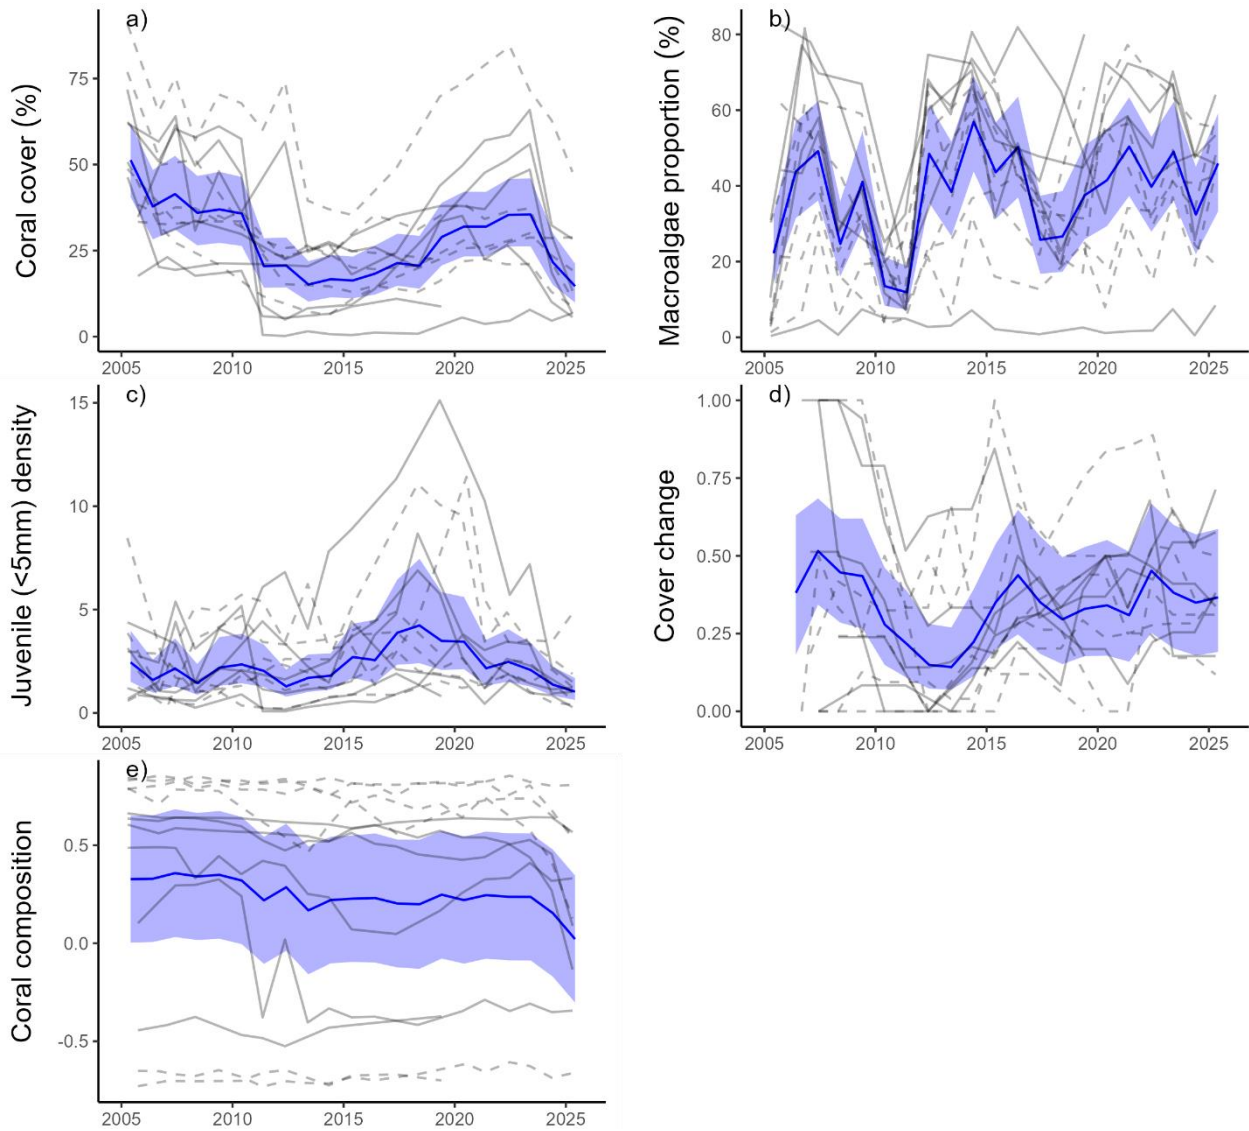 a)
Coral cover (%)
75
50
25
0
2005 2010 2015 2020 2025
b)
Macroalgae proportion (%)
80
60
40
20
0
2005 2010 2015 2020 2025
c)
Juvenile (<5mm) density
15
10
5
0
2005 2010 2015 2020 2025
d)
Cover change
1.00
0.75
0.50
0.25
0.00
2005 2010 2015 2020 2025
e)
Coral composition
0.5
0.0
-0.5
2005 2010 2015 2020 2025